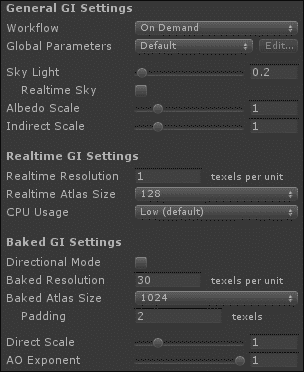 General GI Settings
Workflow On Demand
Global Parameters Default Edit...
Sky Light 0.2
Realtime Sky
Albedo Scale 1
Indirect Scale 1
Realtime GI Settings
Realtime Resolution 1 texels per unit
Realtime Atlas Size 128
CPU Usage Low (default)
Baked GI Settings
Directional Mode
Baked Resolution 30 texels per unit
Baked Atlas Size 1024
Padding 2 texels
Direct Scale 1
AO Exponent 1